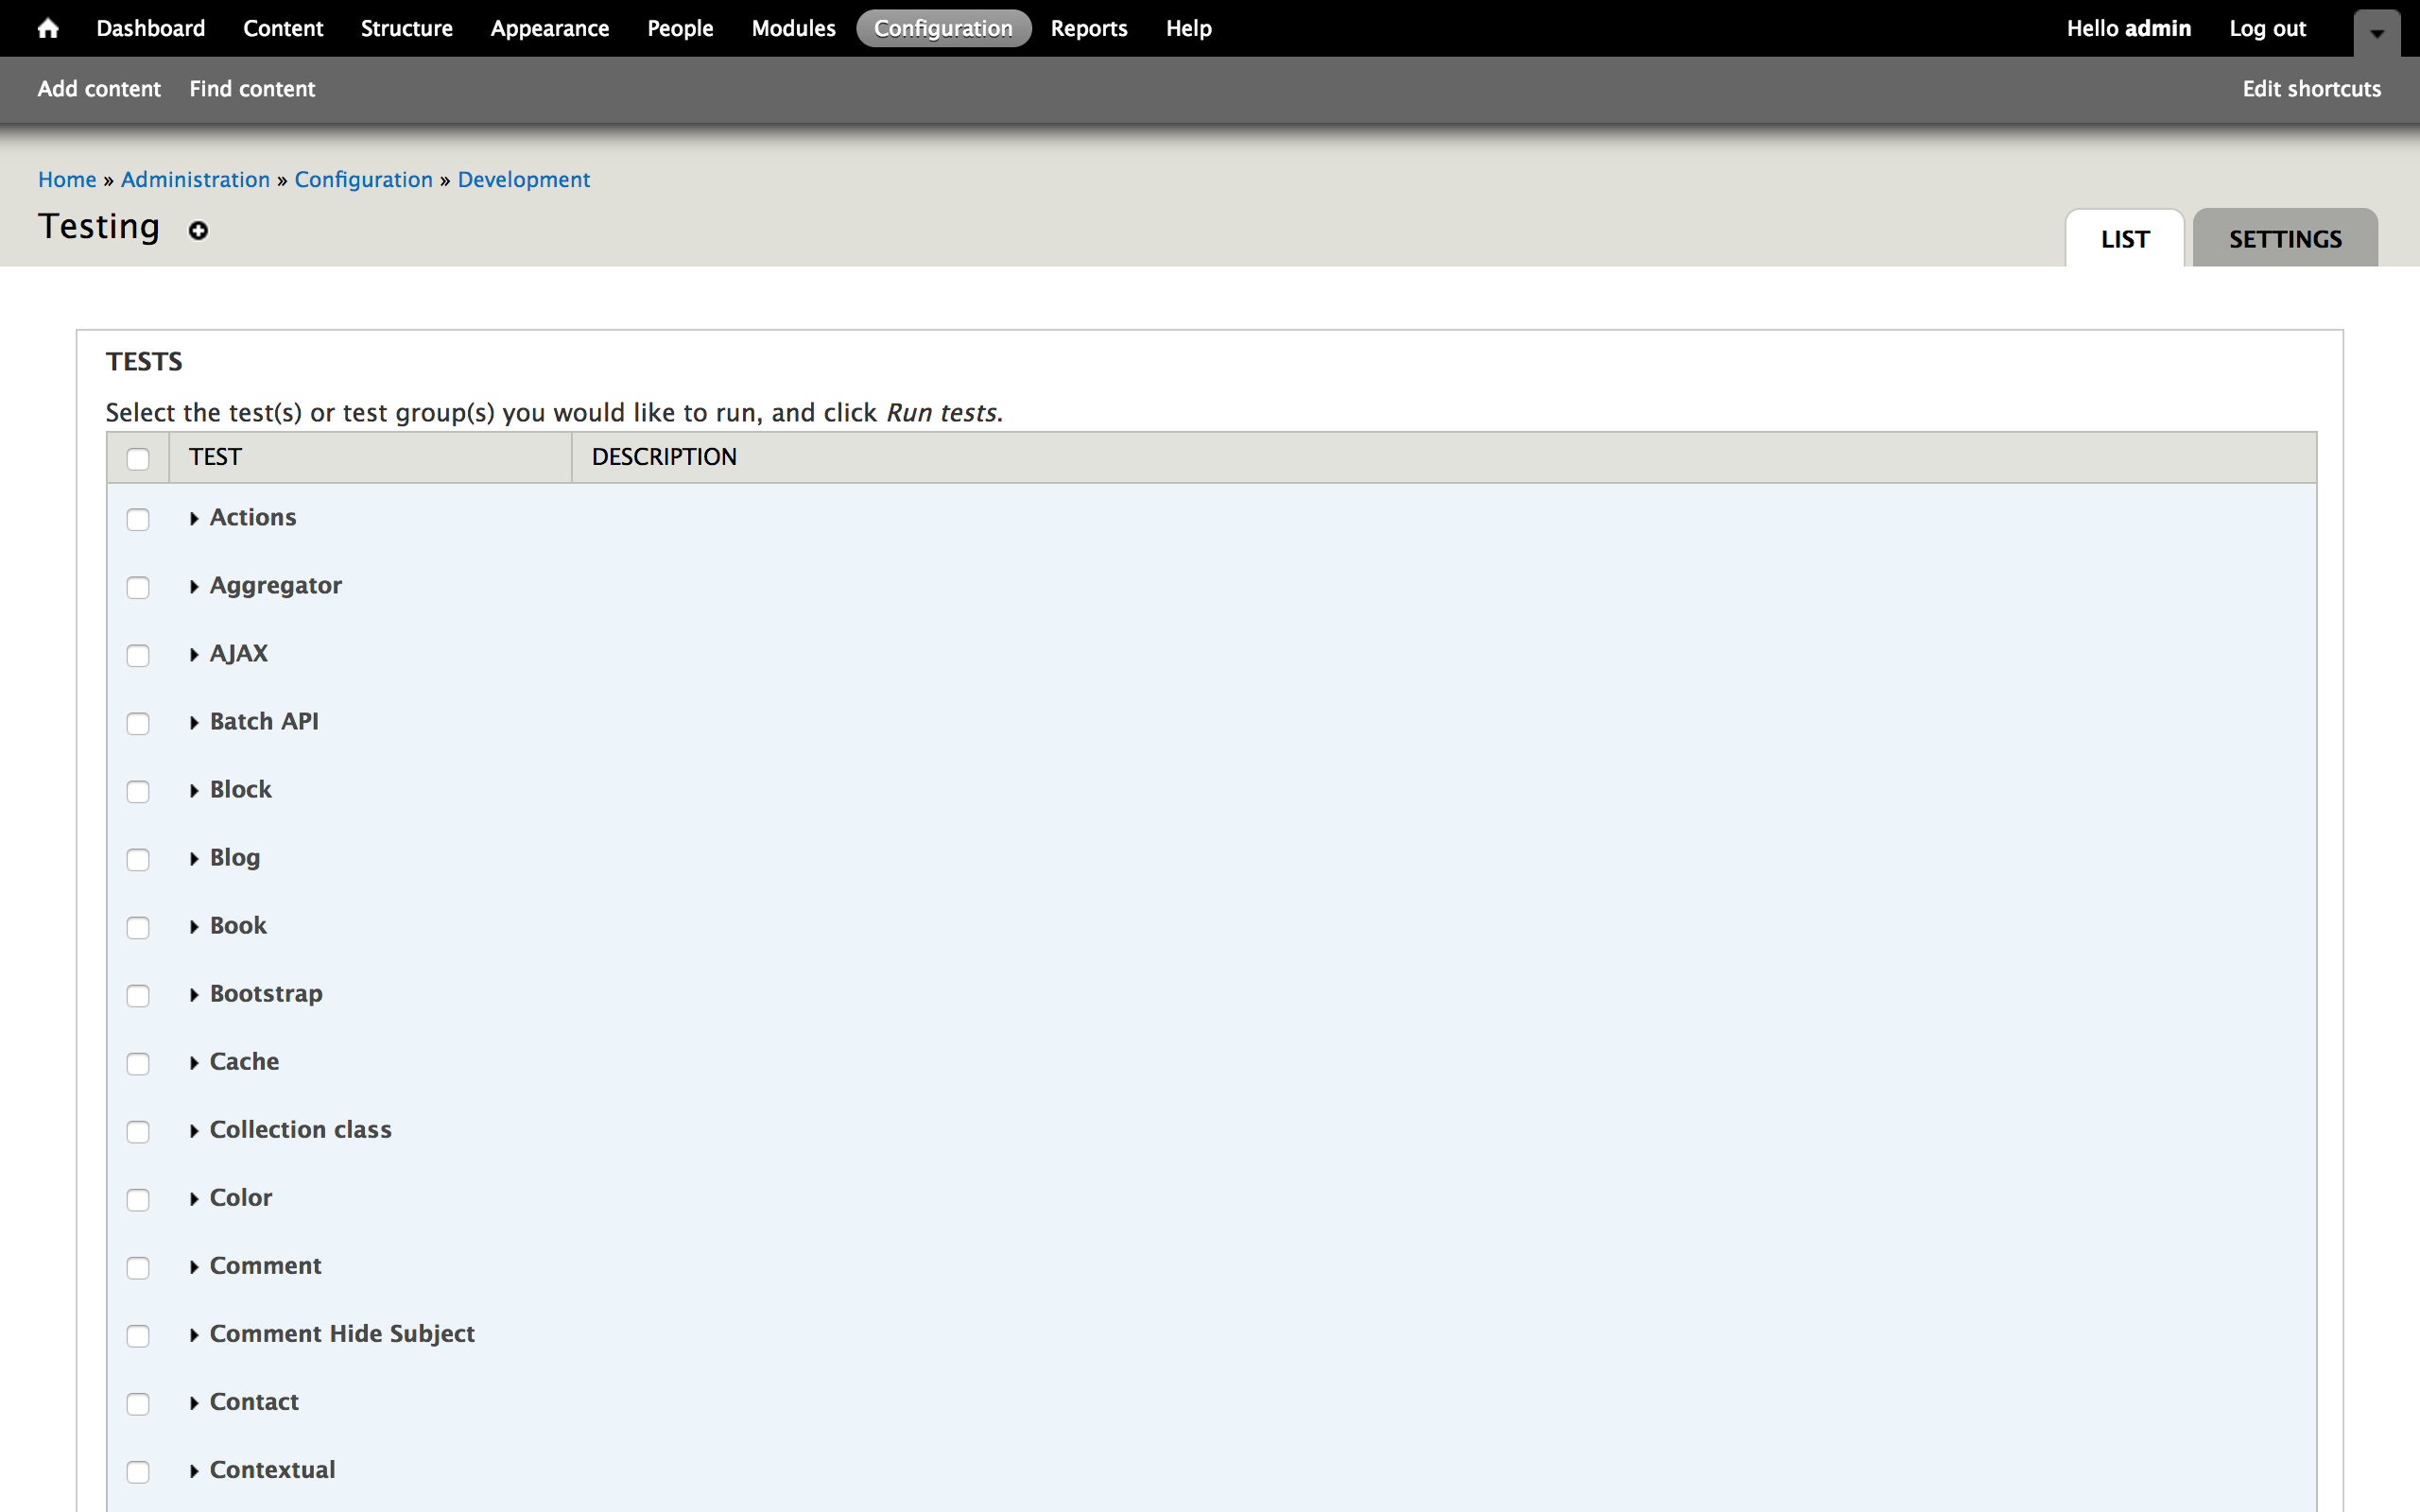 Dashboard Content Structure Appearance People Modules Configuration Reports Help Hello admin Log out
Add content Find content Edit shortcuts
Home » Administration » Configuration » Development
Testing
LIST SETTINGS
TESTS
Select the test(s) or test group(s) you would like to run, and click Run tests.
TEST DESCRIPTION
Actions
Aggregator
AJAX
Batch API
Block
Blog
Book
Bootstrap
Cache
Collection class
Color
Comment
Comment Hide Subject
Contact
Contextual